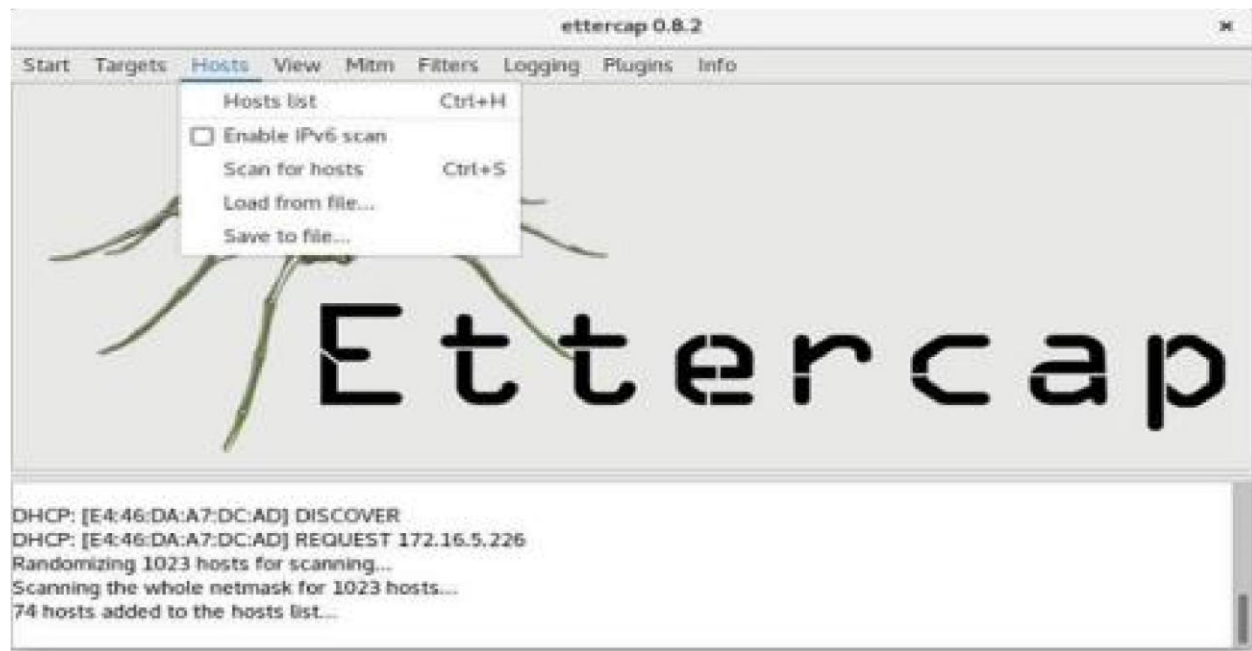 ettercap 0.8.2
Start Targets Hosts View Mitm Filters Logging Plugins Info
Hosts list Ctrl+H
Enable IPv6 scan
Scan for hosts Ctrl+S
Load from file...
Save to file...
Ettercap
DHCP: [E4:46:DA:A7:DC:AD] DISCOVER
DHCP: [E4:46:DA:A7:DC:AD] REQUEST 172.16.5.226
Randomizing 1023 hosts for scanning...
Scanning the whole netmask for 1023 hosts...
74 hosts added to the hosts list...